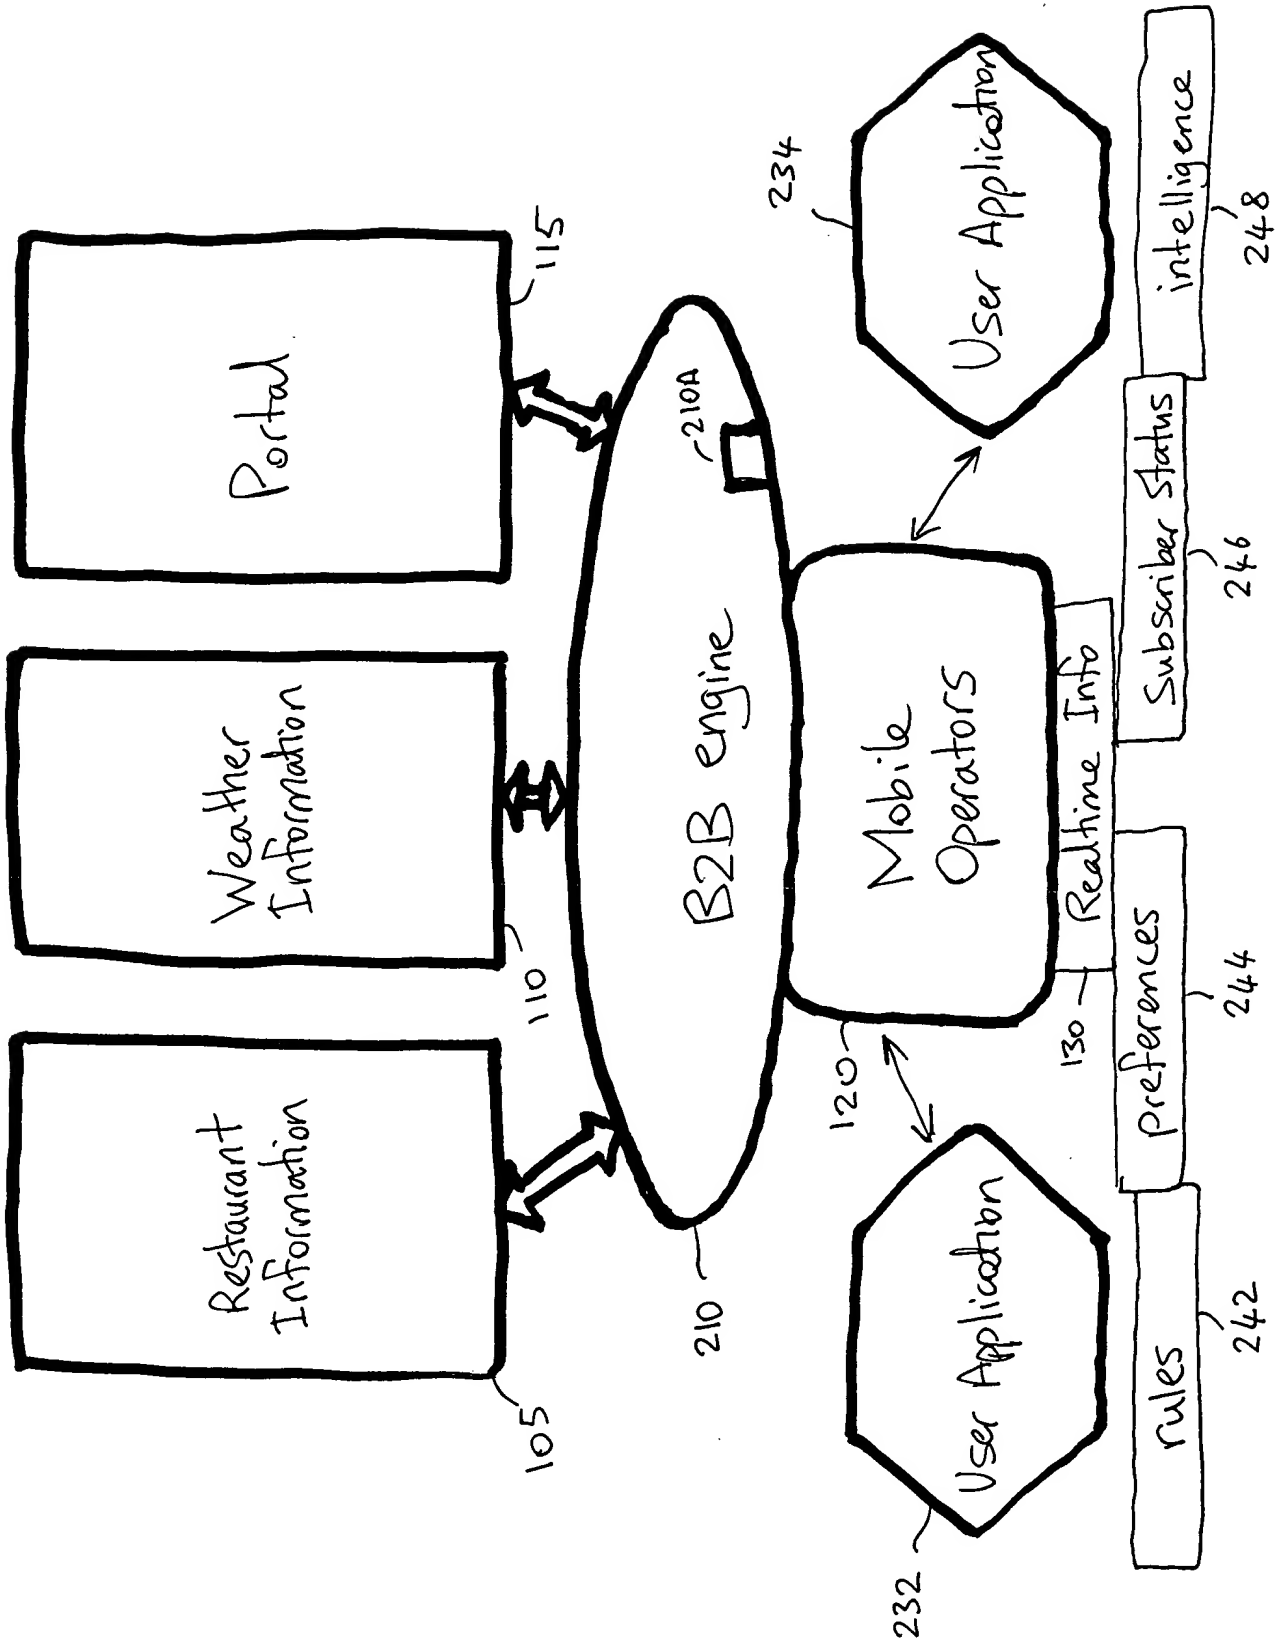 Restaurant
Information
105
Weather
Information
110
Portal
115
B2B engine
210
210A
Mobile
Operators
120
User Application
232
User Application
234
Realtime Info
130
rules
242
preferences
244
Subscriber Status
246
intelligence
248